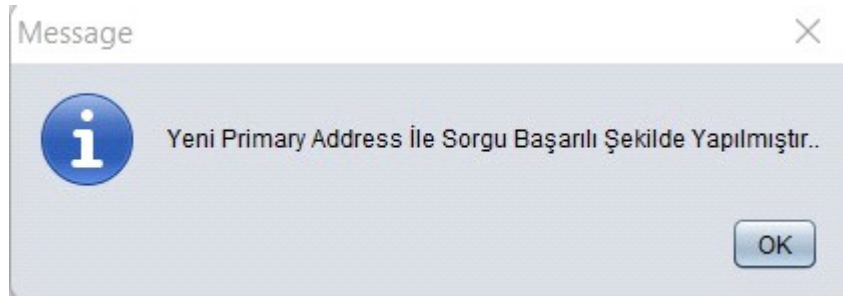 Message
Yeni Primary Address İle Sorgu Başarılı Şekilde Yapılmıştır..
OK